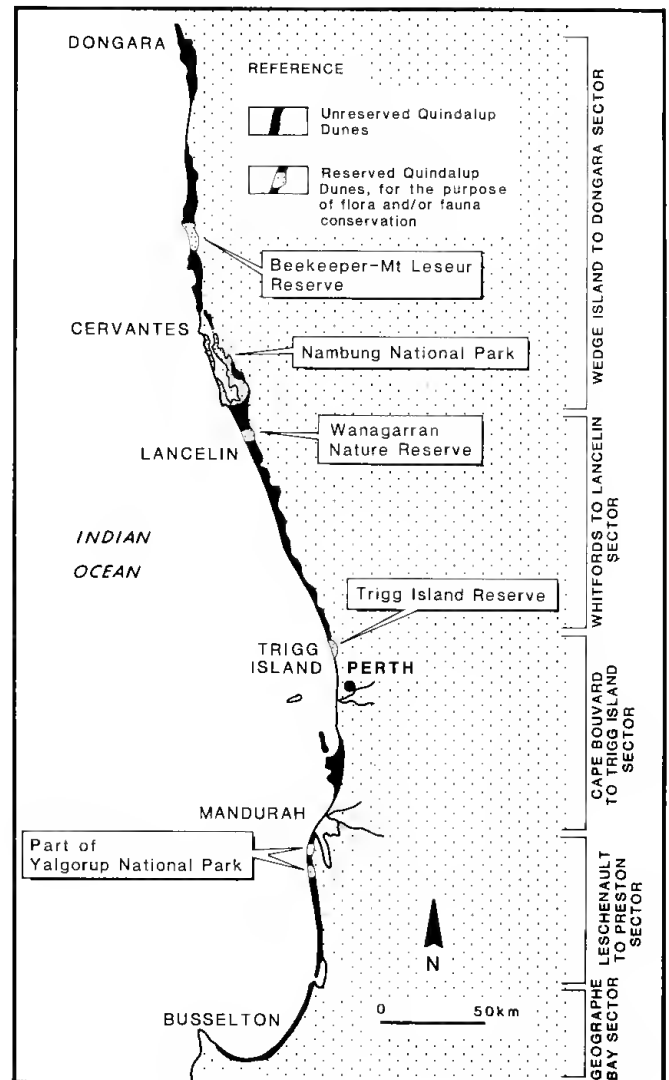 DONGARA
REFERENCE
Unreserved Quindalup
Dunes
Reserved Quindalup
Dunes, for the purpose
of flora and/or fauna
conservation
Beekeeper-Mt Leseur
Reserve
CERVANTES
Nambung National Park
Wanagarran
Nature Reserve
LANCELIN
INDIAN
OCEAN
Trigg Island Reserve
TRIGG
ISLAND
PERTH
MANDURAH
Part of
Yalgorup National Park
N
0 50km
BUSSELTON
WEDGE ISLAND TO DONGARA SECTOR
WHITFORDS TO LANCELIN
SECTOR
CAPE BOUVARD
TO TRIGG ISLAND
SECTOR
LESCHENAULT
TO PRESTON
SECTOR
GEOGRAPHE
BAY SECTOR